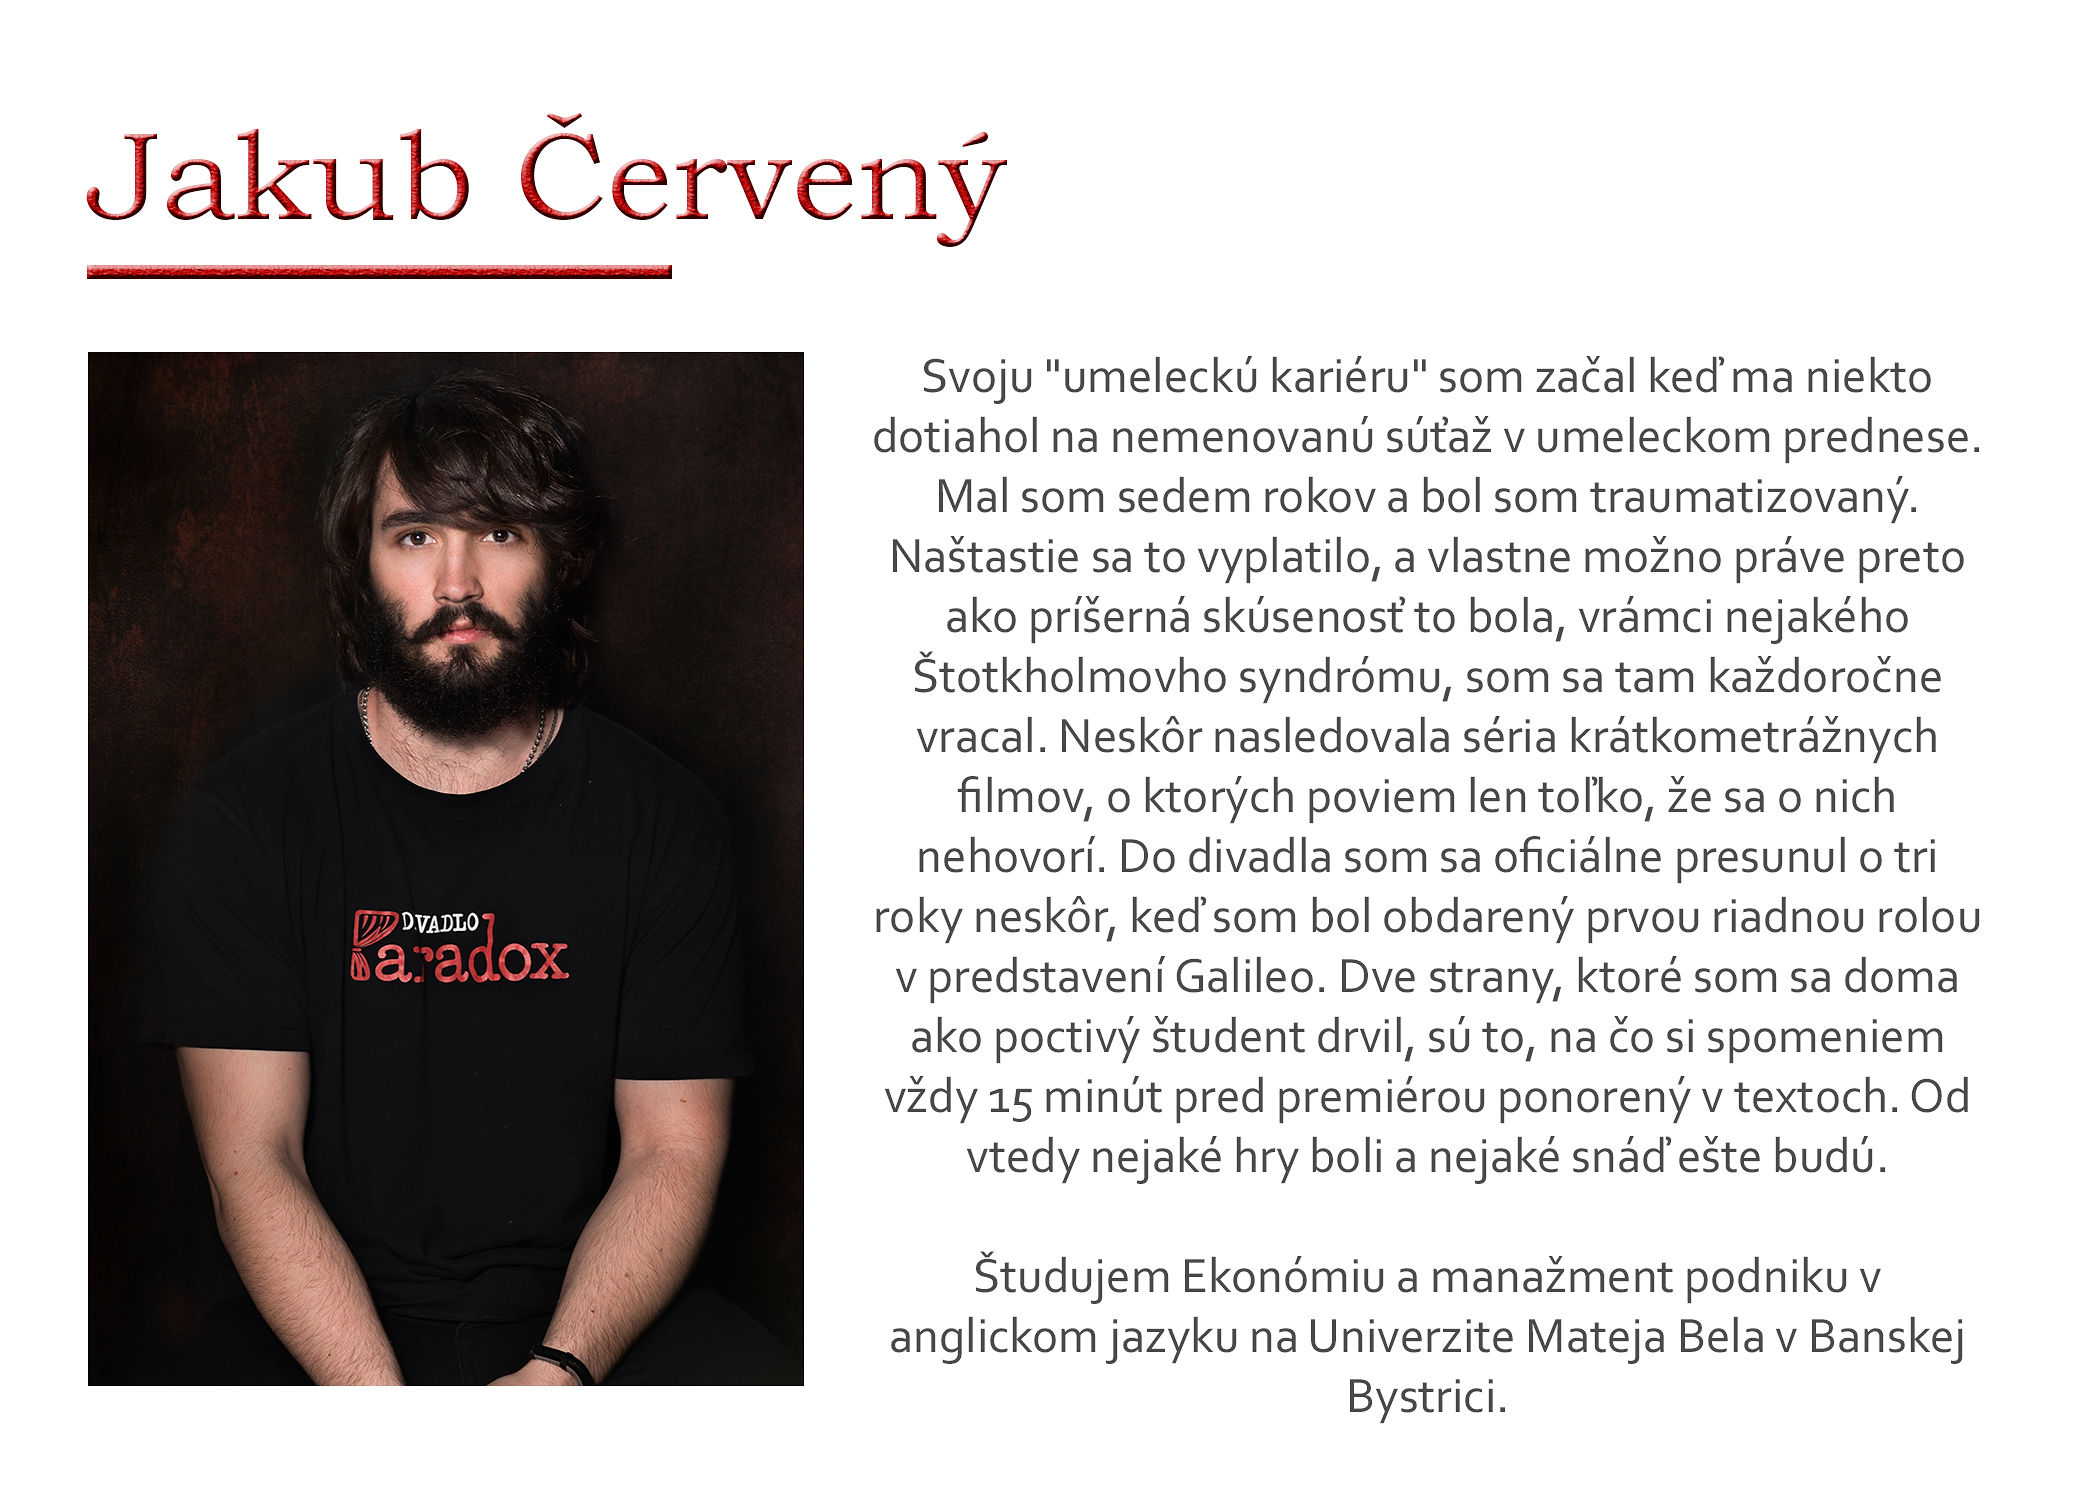 Jakub Červený
Svoju "umeleckú kariéru" som začal keď ma niekto
dotiahol na nemenovanú súťaž v umeleckom prednese.
Mal som sedem rokov a bol som traumatizovaný.
Naštastie sa to vyplatilo, a vlastne možno práve preto
ako príšerná skúsenosť to bola, vrámci nejakého
Štotkholmovho syndrómu, som sa tam každoročne
vracal. Neskôr nasledovala séria krátkometrážnych
filmov, o ktorých poviem len toľko, že sa o nich
nehovorí. Do divadla som sa oficiálne presunul o tri
roky neskôr, keď som bol obdarený prvou riadnou rolou
v predstavení Galileo. Dve strany, ktoré som sa doma
ako poctivý študent drvil, sú to, na čo si spomeniem
vždy 15 minút pred premiérou ponorený v textoch. Od
vtedy nejaké hry boli a nejaké snáď ešte budú.
Študujem Ekonómiu a manažment podniku v
anglickom jazyku na Univerzite Mateja Bela v Banskej
Bystrici.
DIVADLO
Paradox